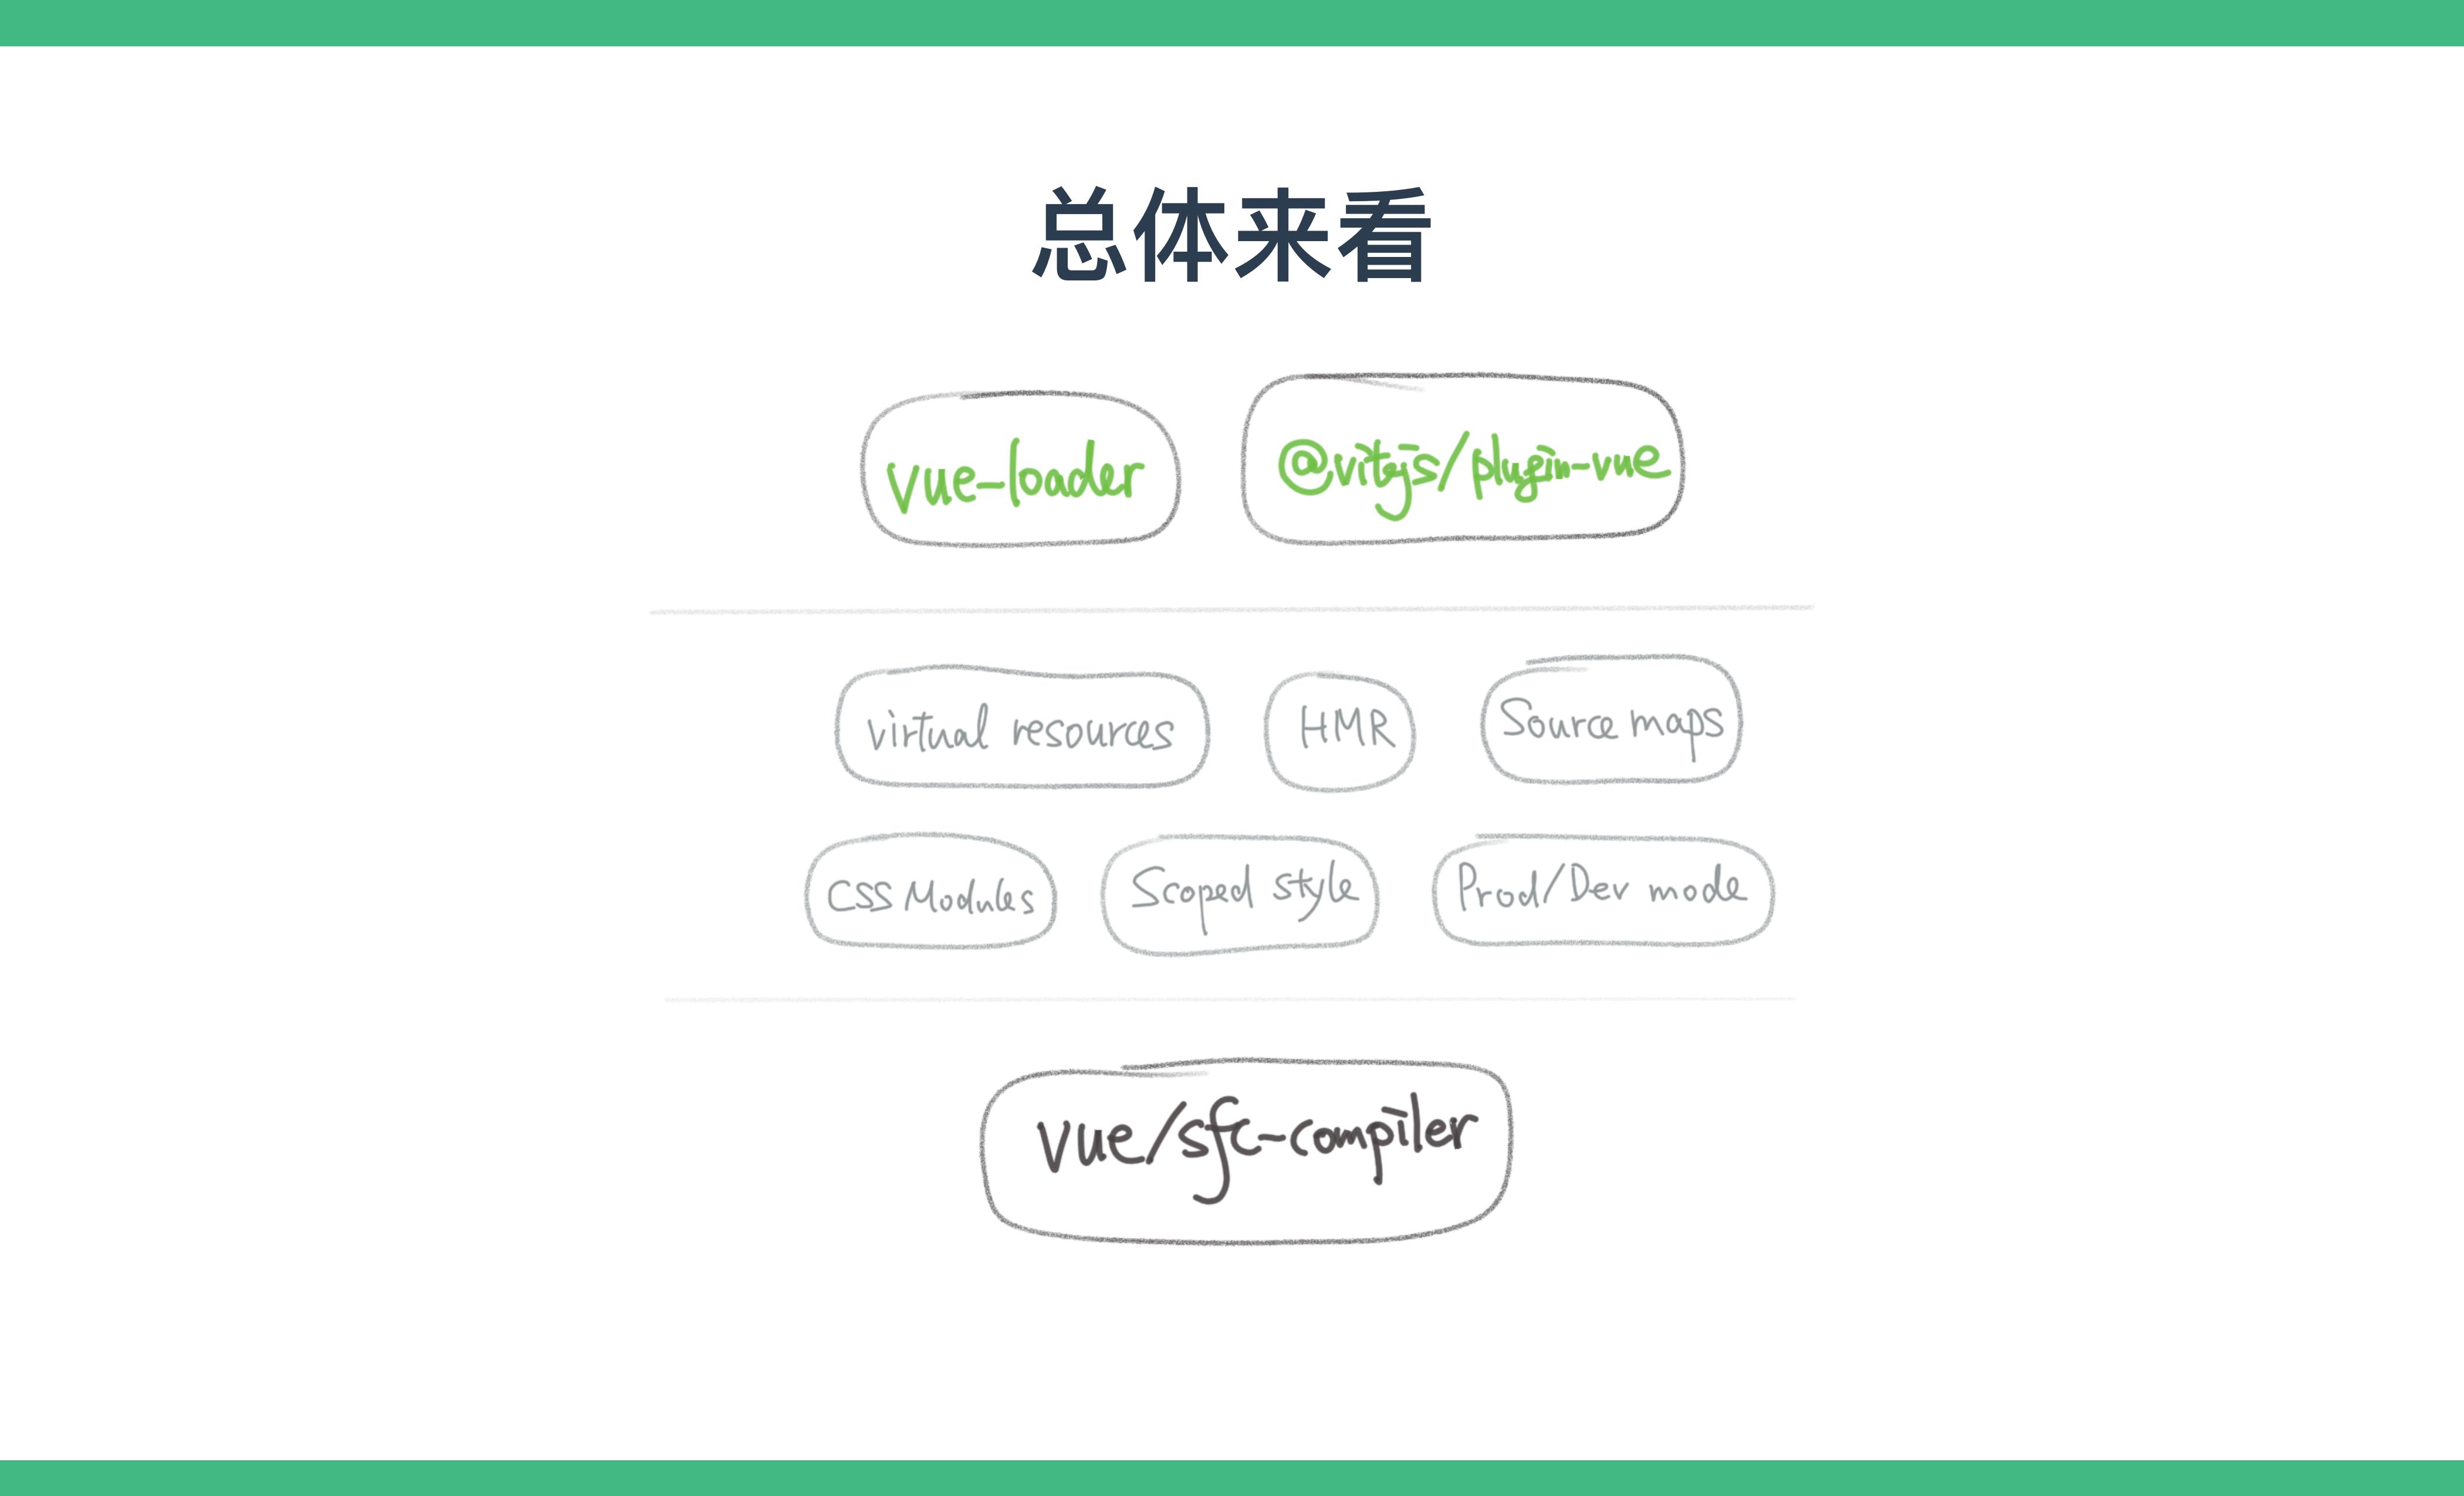 总体来看
vue-loader @vitejs/plugin-vue
virtual resources HMR Source maps
CSS Modules Scoped style Prod/Dev mode
vue/sfc-compiler